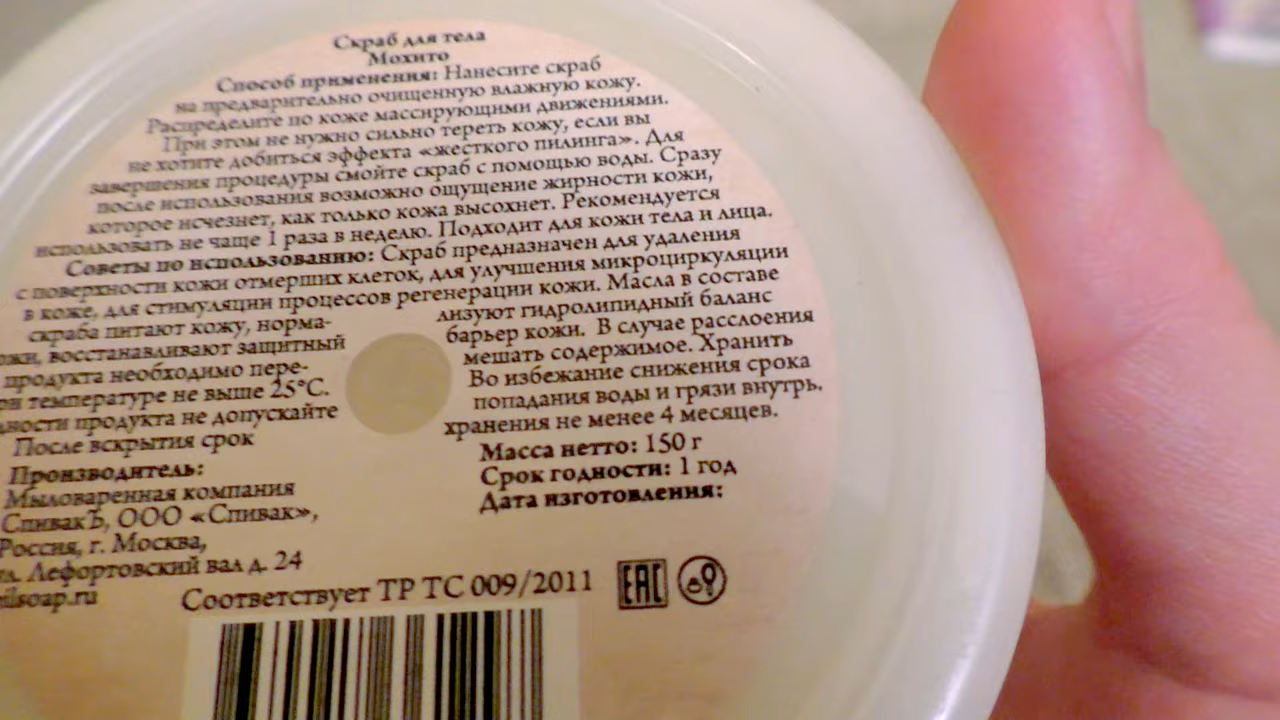 Скраб для тела
Мохито
Способ применения: Нанесите скраб
на предварительно очищенную влажную кожу.
Распределите по коже массирующими движениями.
При этом не нужно сильно тереть кожу, если вы
не хотите добиться эффекта «жесткого пилинга». Для
завершения процедуры смойте скраб с помощью воды. Сразу
после использования возможно ощущение жирности кожи,
которое исчезнет, как только кожа высохнет. Рекомендуется
использовать не чаще 1 раза в неделю. Подходит для кожи тела и лица.
Советы по использованию: Скраб предназначен для удаления
с поверхности кожи отмерших клеток, для улучшения микроциркуляции
в коже, для стимуляции процессов регенерации кожи. Масла в составе
скраба питают кожу, норма- лизуют гидролипидный баланс
ожи, восстанавливают защитный барьер кожи. В случае расслоения
продукта необходимо пере- мешать содержимое. Хранить
ри температуре не выше 25°С. Во избежание снижения срока
дности продукта не допускайте попадания воды и грязи внутрь.
После вскрытия срок хранения не менее 4 месяцев.
Производитель:
Мыловаренная компания
СпивакЪ, ООО «Спивак»,
Россия, г. Москва,
ул. Лефортовский вал д. 24
ilsoap.ru
Масса нетто: 150 г
Срок годности: 1 год
Дата изготовления:
Соответствует ТР ТС 009/2011 EAC